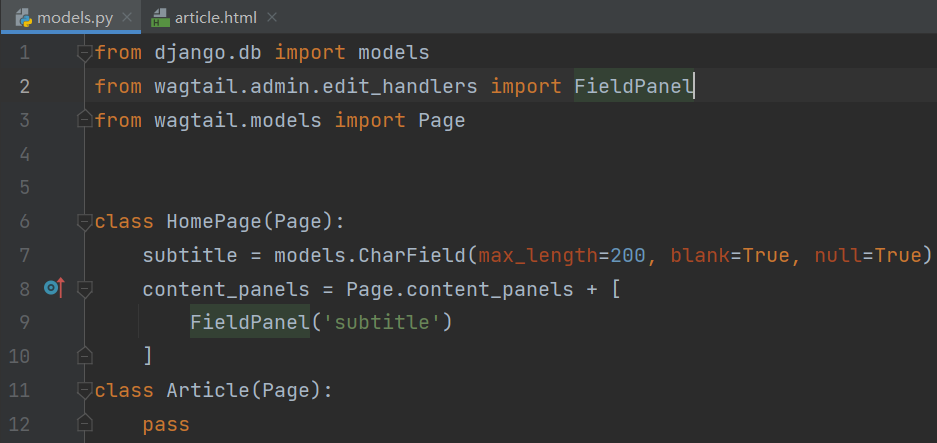 models.py × article.html ×
1 from django.db import models
2 from wagtail.admin.edit_handlers import FieldPanel
3 from wagtail.models import Page
4
5
6 class HomePage(Page):
7     subtitle = models.CharField(max_length=200, blank=True, null=True)
8     content_panels = Page.content_panels + [
9         FieldPanel('subtitle')
10     ]
11 class Article(Page):
12     pass